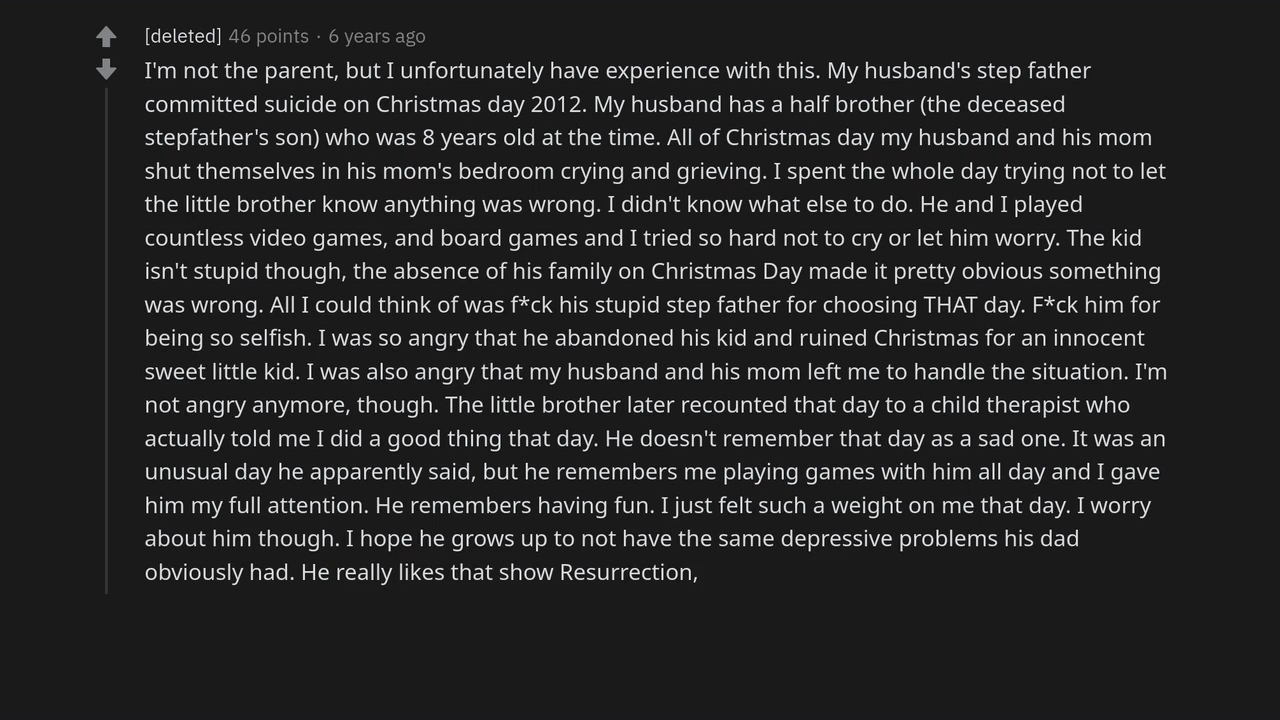 [deleted] 46 points · 6 years ago
I'm not the parent, but I unfortunately have experience with this. My husband's step father
committed suicide on Christmas day 2012. My husband has a half brother (the deceased
stepfather's son) who was 8 years old at the time. All of Christmas day my husband and his mom
shut themselves in his mom's bedroom crying and grieving. I spent the whole day trying not to let
the little brother know anything was wrong. I didn't know what else to do. He and I played
countless video games, and board games and I tried so hard not to cry or let him worry. The kid
isn't stupid though, the absence of his family on Christmas Day made it pretty obvious something
was wrong. All I could think of was f*ck his stupid step father for choosing THAT day. F*ck him for
being so selfish. I was so angry that he abandoned his kid and ruined Christmas for an innocent
sweet little kid. I was also angry that my husband and his mom left me to handle the situation. I'm
not angry anymore, though. The little brother later recounted that day to a child therapist who
actually told me I did a good thing that day. He doesn't remember that day as a sad one. It was an
unusual day he apparently said, but he remembers me playing games with him all day and I gave
him my full attention. He remembers having fun. I just felt such a weight on me that day. I worry
about him though. I hope he grows up to not have the same depressive problems his dad
obviously had. He really likes that show Resurrection,